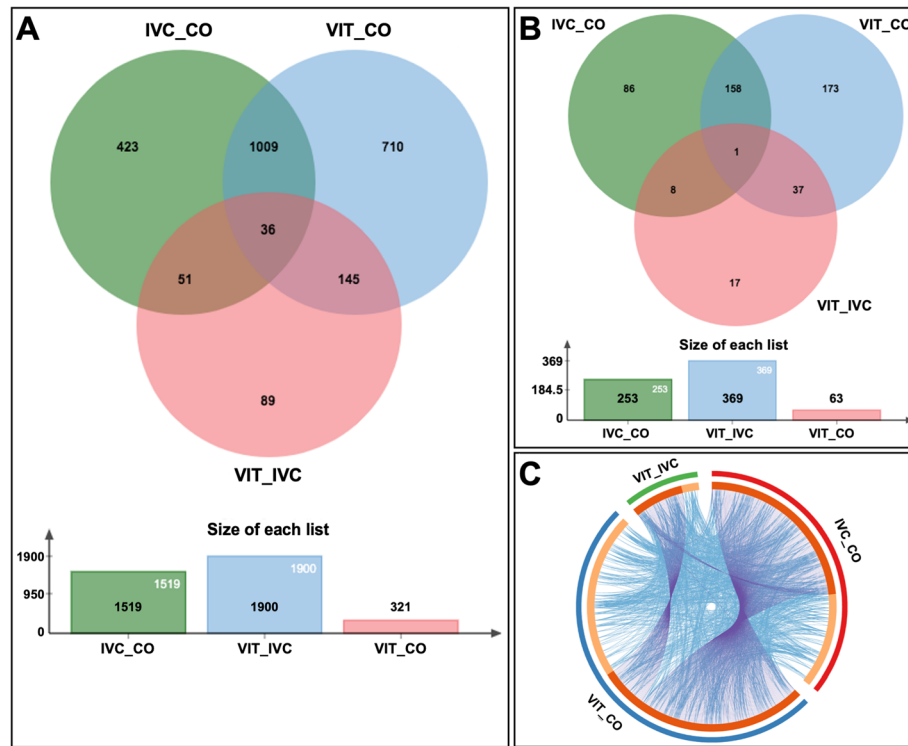 A
IVC_CO
VIT_CO
423
1009
710
36
51
145
89
VIT_IVC
Size of each list
1900
950
0
1519
1519
1900
1900
321
IVC_CO
VIT_IVC
VIT_CO
B
IVC_CO
VIT_CO
86
158
173
1
8
37
17
VIT_IVC
Size of each list
369
184.5
0
253
253
369
369
63
IVC_CO
VIT_IVC
VIT_CO
C
VIT_IVC
IVC_CO
VIT_CO